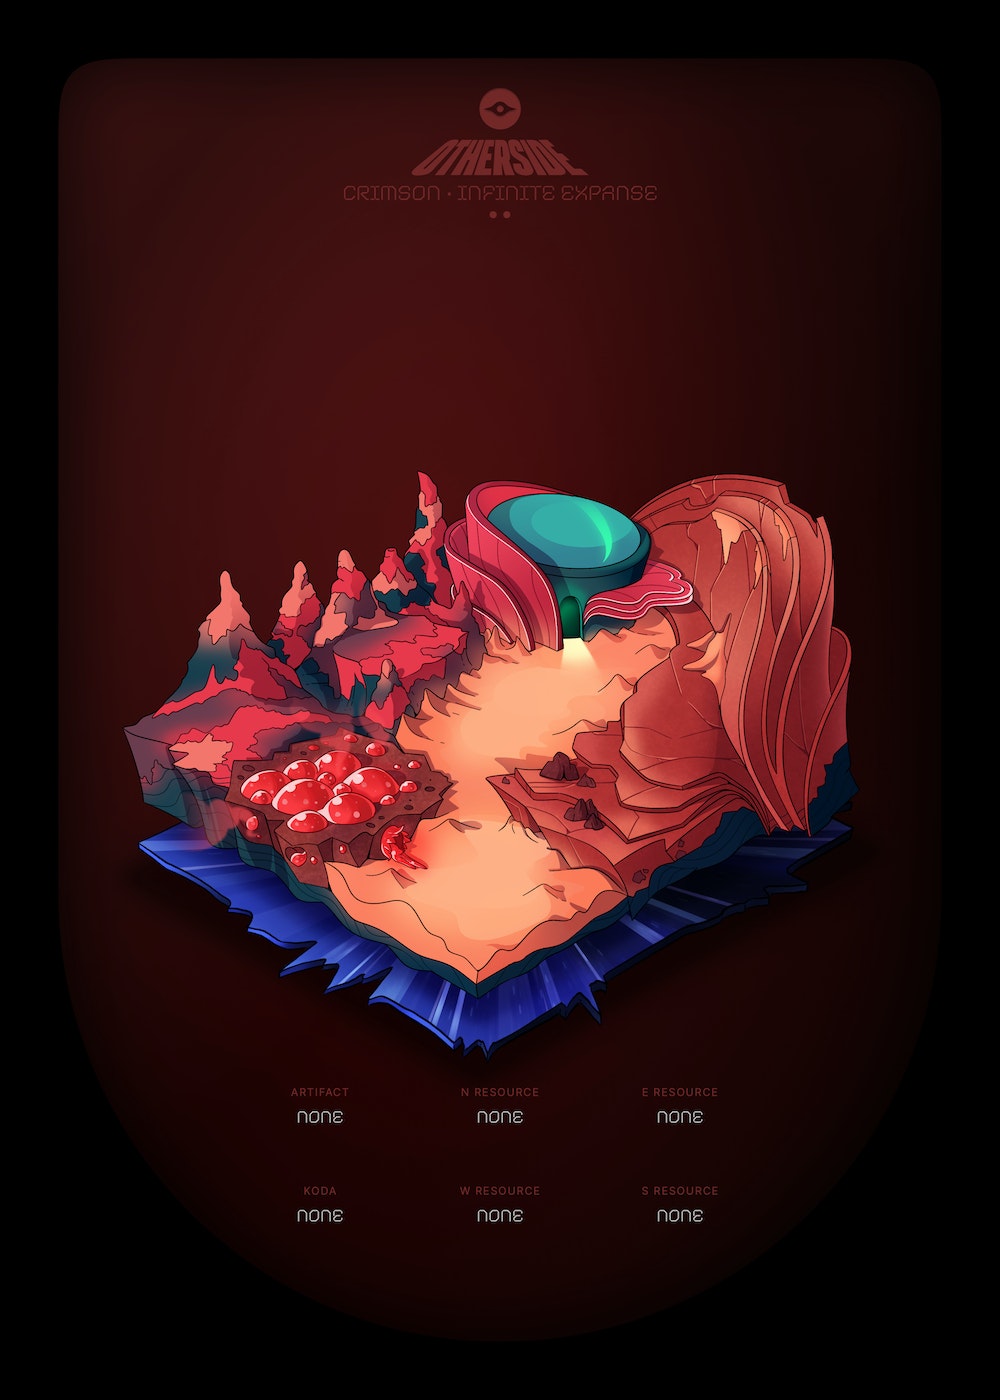 OTHERSIDE
CRIMSON · INFINITE EXPANSE
ARTIFACT N RESOURCE E RESOURCE
NONE NONE NONE
KODA W RESOURCE S RESOURCE
NONE NONE NONE